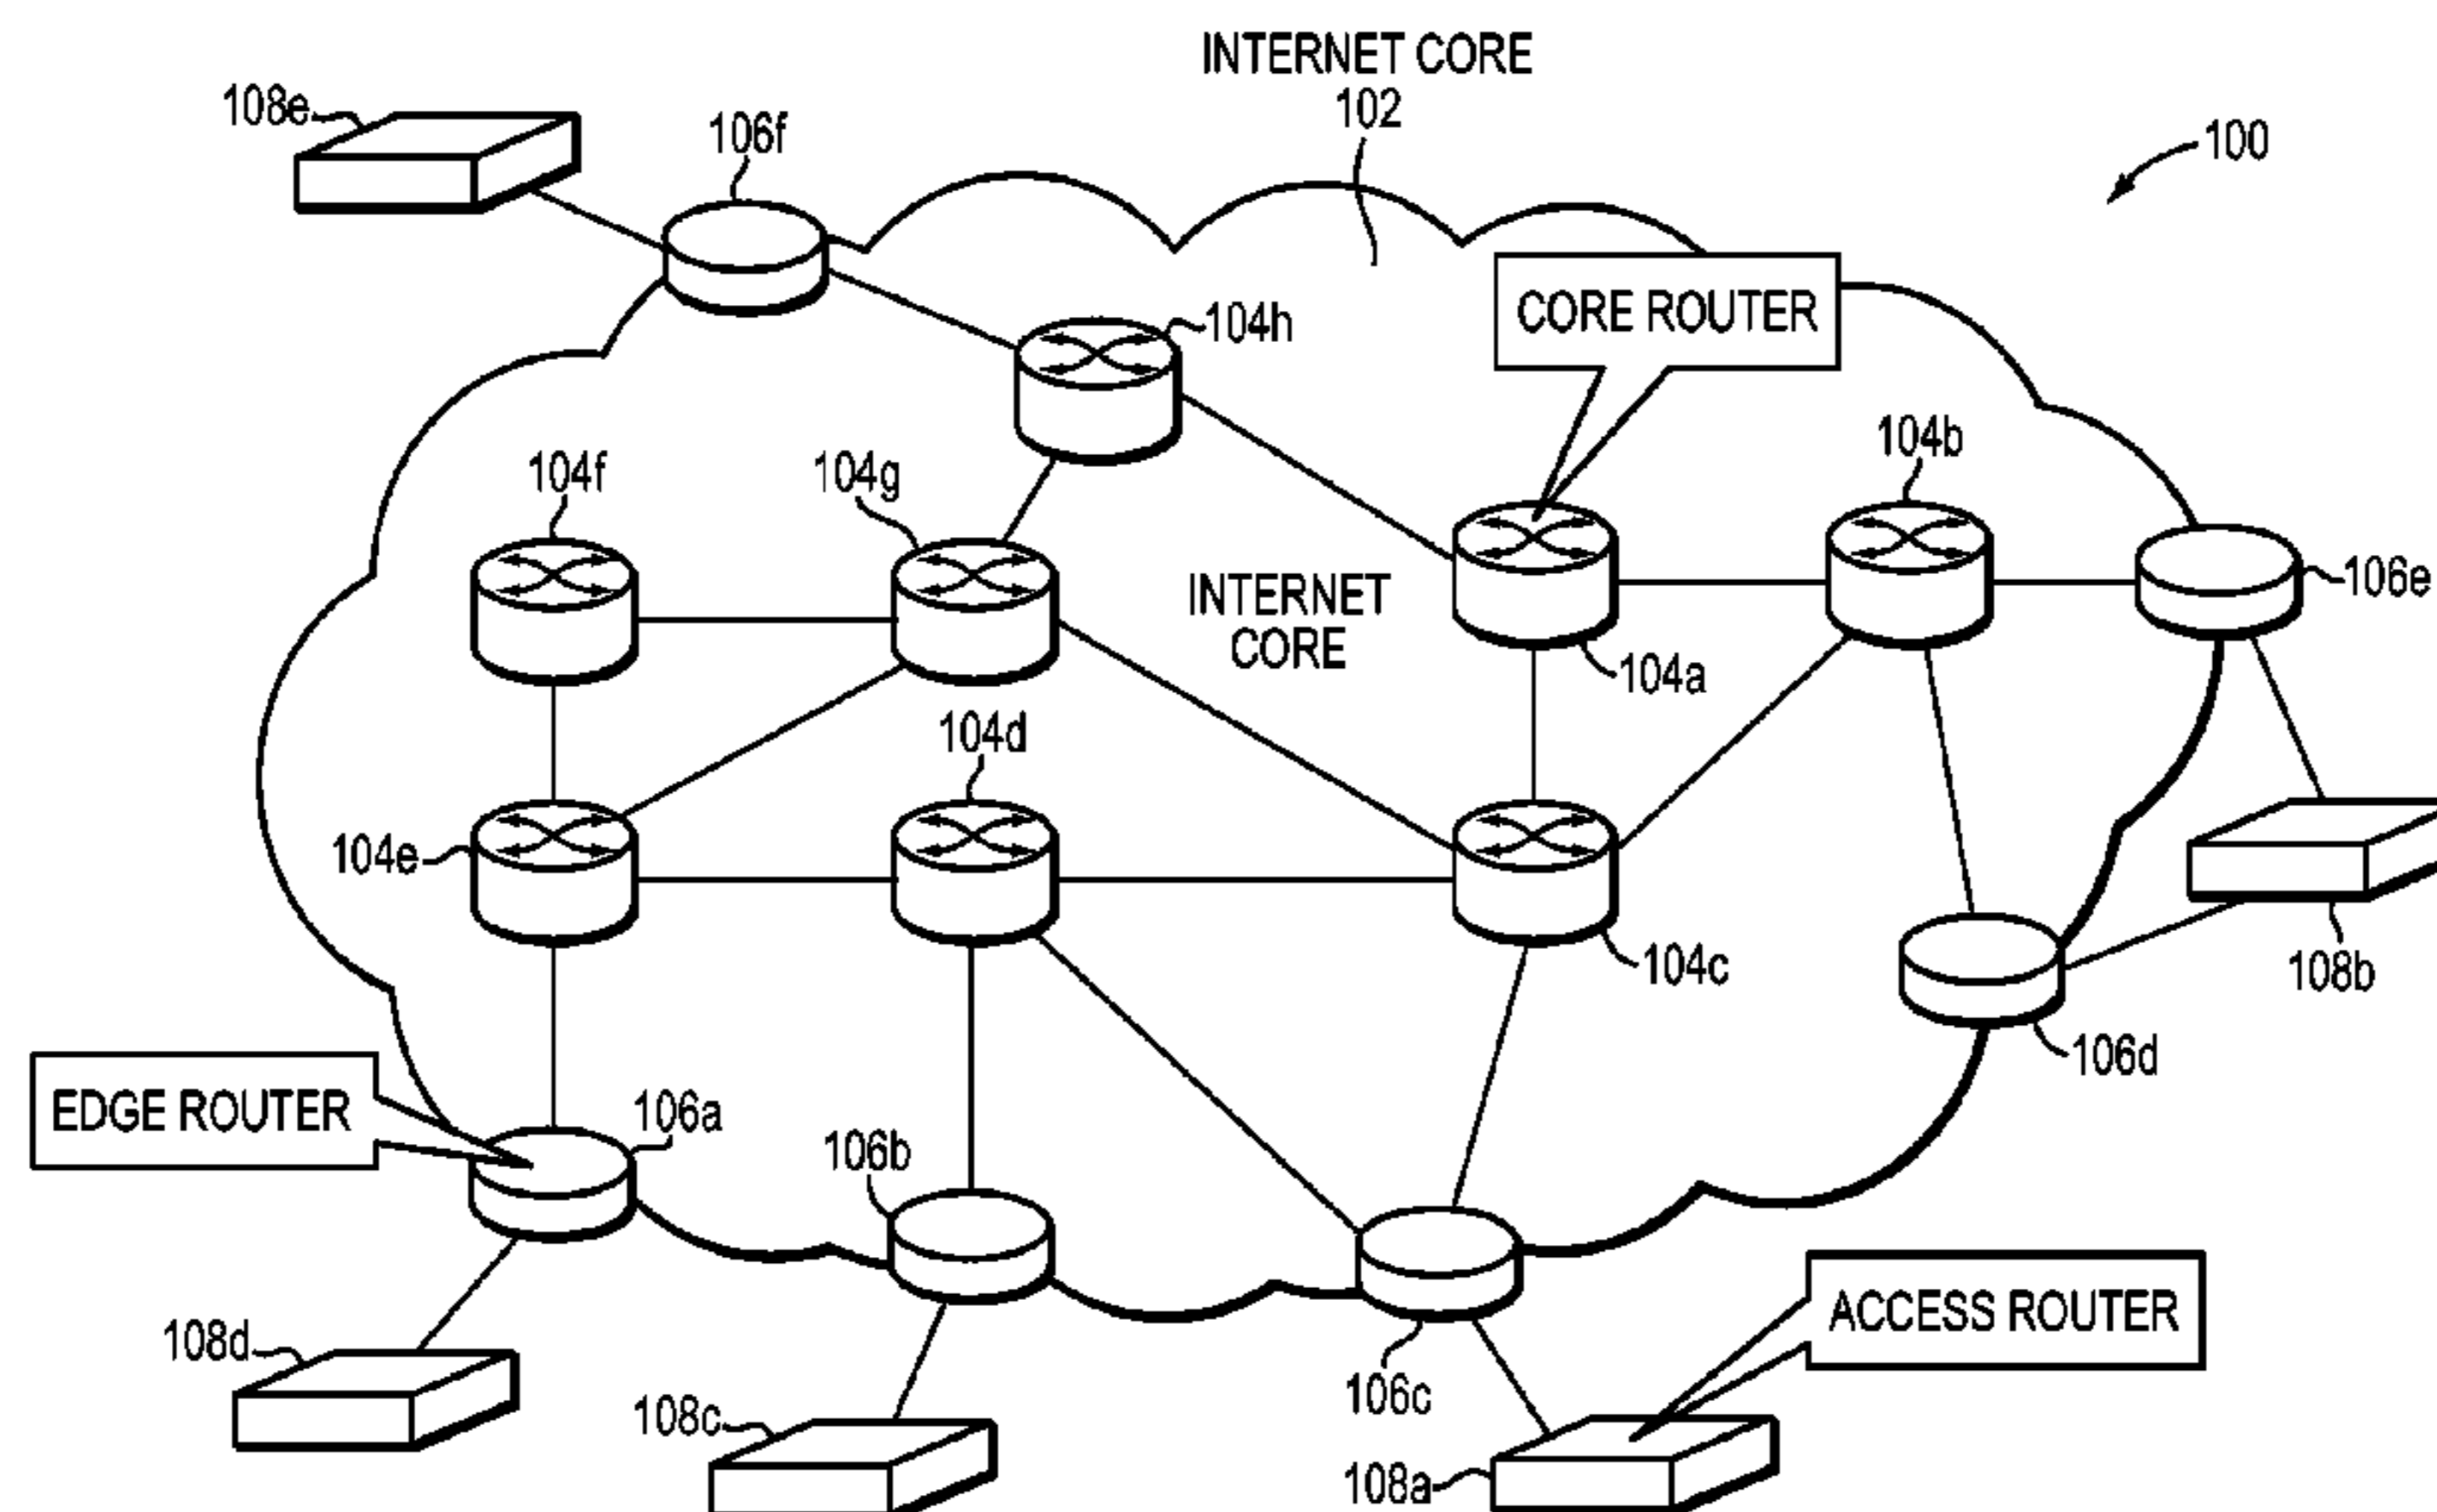 INTERNET CORE
102
108e
106f
100
104h
CORE ROUTER
104b
104f
104g
106e
INTERNET
CORE
104a
104d
104e
104c
108b
106d
EDGE ROUTER
106a
106b
ACCESS ROUTER
108d
106c
108c
108a